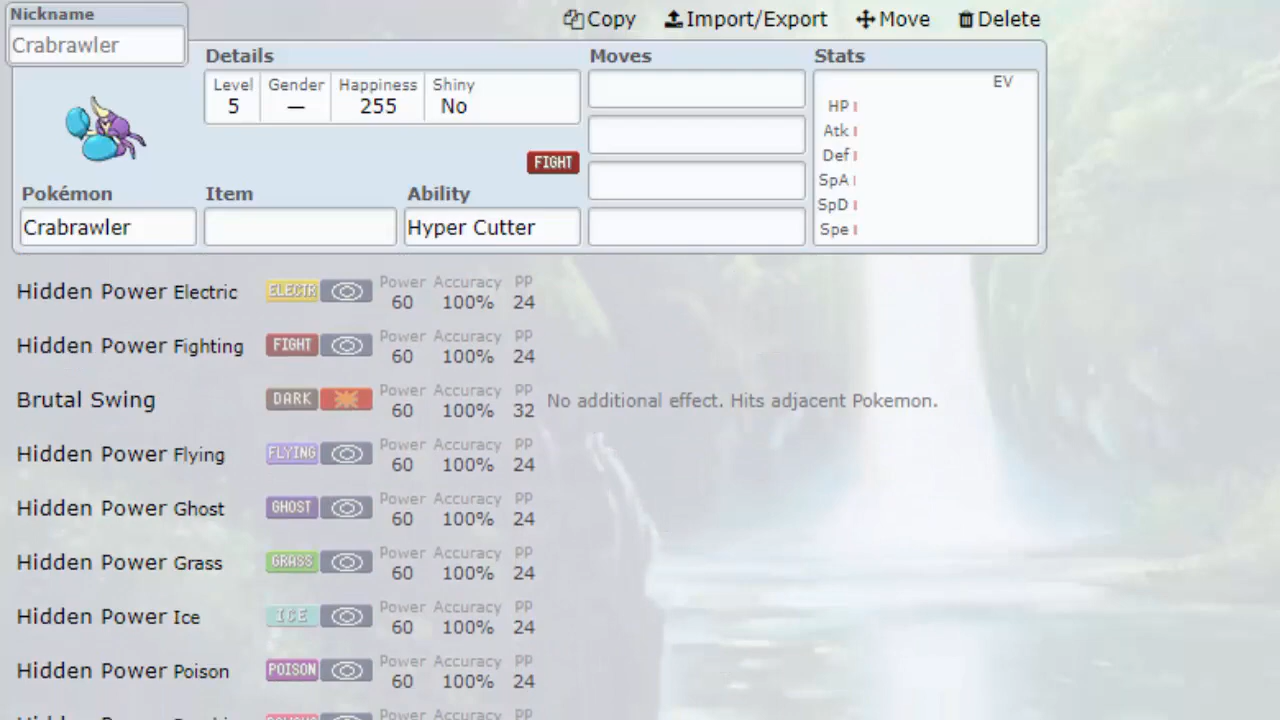 Nickname
Crabrawler
Copy Import/Export Move Delete
Details
Level Gender Happiness Shiny
5 — 255 No
FIGHT
Pokémon Item Ability
Crabrawler Hyper Cutter
Moves
Stats
EV
HP
Atk
Def
SpA
SpD
Spe
Hidden Power Electric ELECTR Power 60 Accuracy 100% PP 24
Hidden Power Fighting FIGHT Power 60 Accuracy 100% PP 24
Brutal Swing DARK Power 60 Accuracy 100% PP 32 No additional effect. Hits adjacent Pokemon.
Hidden Power Flying FLYING Power 60 Accuracy 100% PP 24
Hidden Power Ghost GHOST Power 60 Accuracy 100% PP 24
Hidden Power Grass GRASS Power 60 Accuracy 100% PP 24
Hidden Power Ice ICE Power 60 Accuracy 100% PP 24
Hidden Power Poison POISON Power 60 Accuracy 100% PP 24
Hidden Power Power Accuracy PP